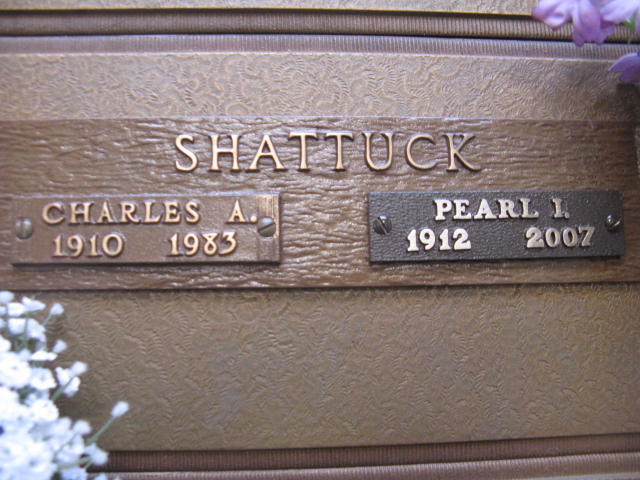 SHATTUCK
CHARLES A.
1910 1983
PEARL I.
1912 2007